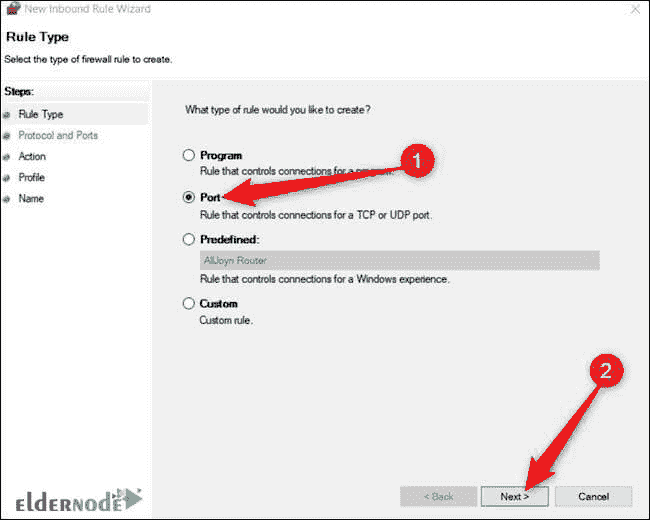 New Inbound Rule Wizard
Rule Type
Select the type of firewall rule to create.
Steps:
Rule Type
Protocol and Ports
Action
Profile
Name
What type of rule would you like to create?
Program
Rule that controls connections for a program.
1
Port
Rule that controls connections for a TCP or UDP port.
Predefined:
AllJoyn Router
Rule that controls connections for a Windows experience.
Custom
Custom rule.
2
ELDERNODE
< Back
Next >
Cancel